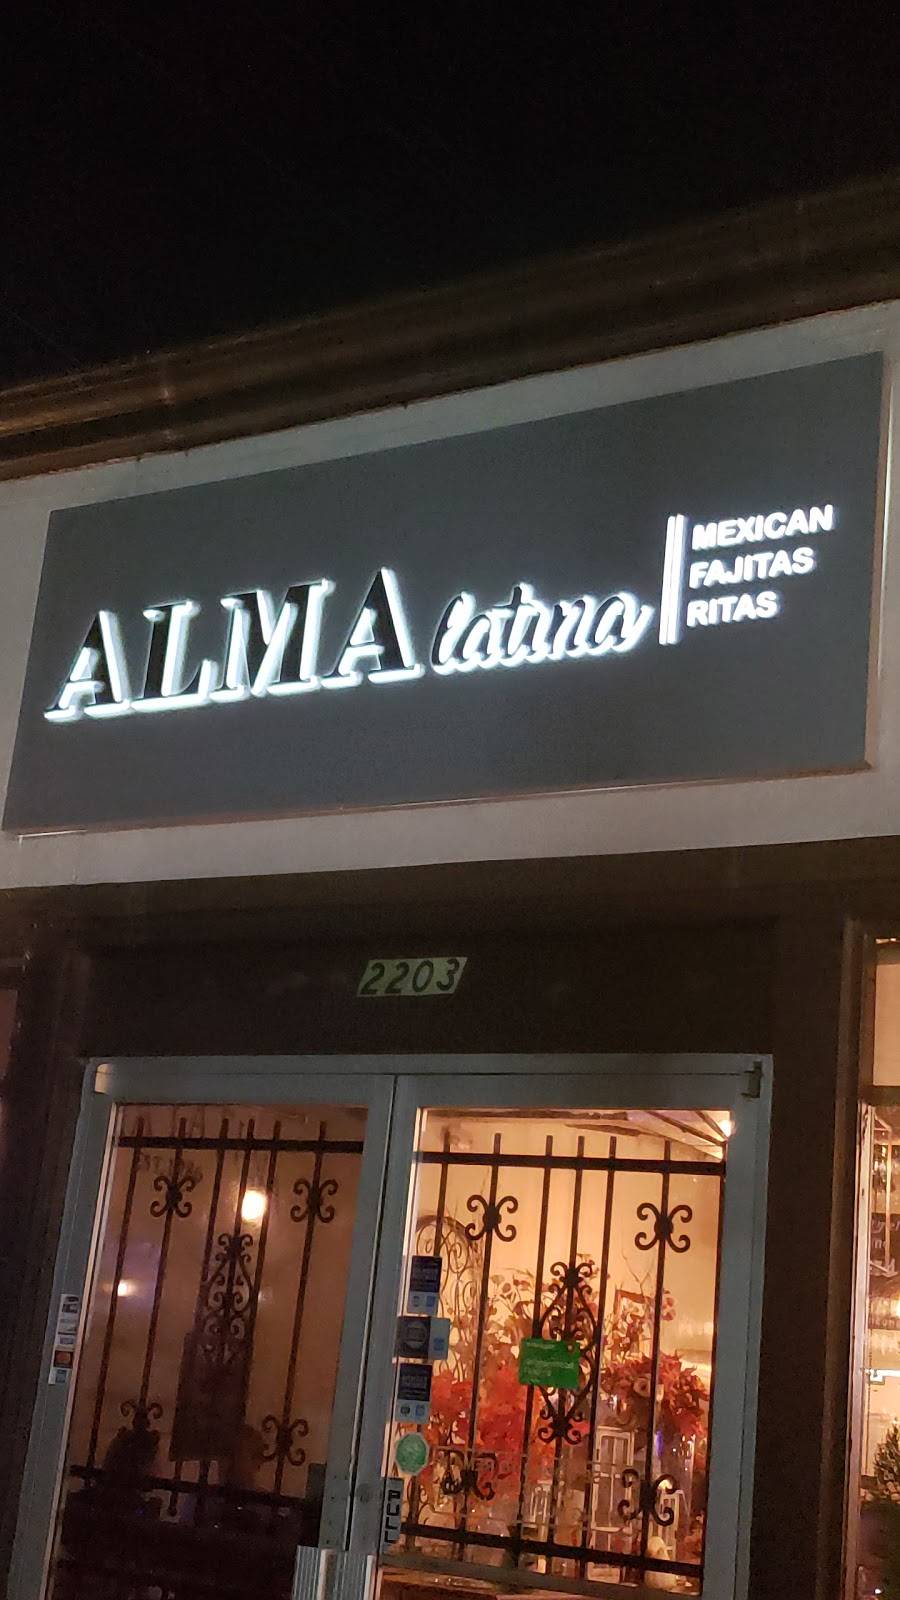 ALMA latina
MEXICAN
FAJITAS
RITAS
2203
PULL